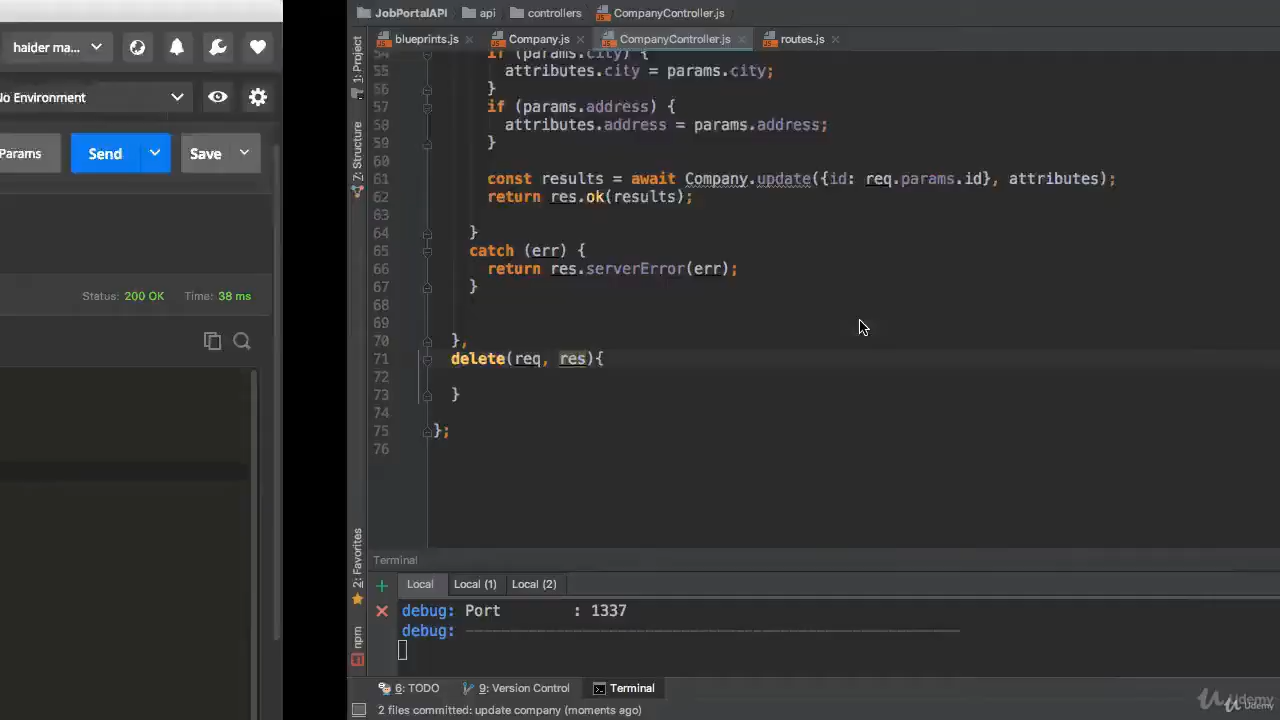 JobPortalAPI api controllers CompanyController.js
haider ma...
blueprints.js Company.js CompanyController.js routes.js
No Environment
Params Send Save
Status: 200 OK Time: 38 ms
1: Project
7: Structure
2: Favorites
npm
54 if (params.city) {
55 attributes.city = params.city;
56 }
57 if (params.address) {
58 attributes.address = params.address;
59 }
60
61 const results = await Company.update({id: req.params.id}, attributes);
62 return res.ok(results);
63
64 }
65 catch (err) {
66 return res.serverError(err);
67 }
68
69
70 },
71 delete(req, res){
72
73 }
74
75 };
76
Terminal
Local Local (1) Local (2)
debug: Port : 1337
debug: -------------------------------------------------------
6: TODO 9: Version Control Terminal
2 files committed: update company (moments ago)
Udemy